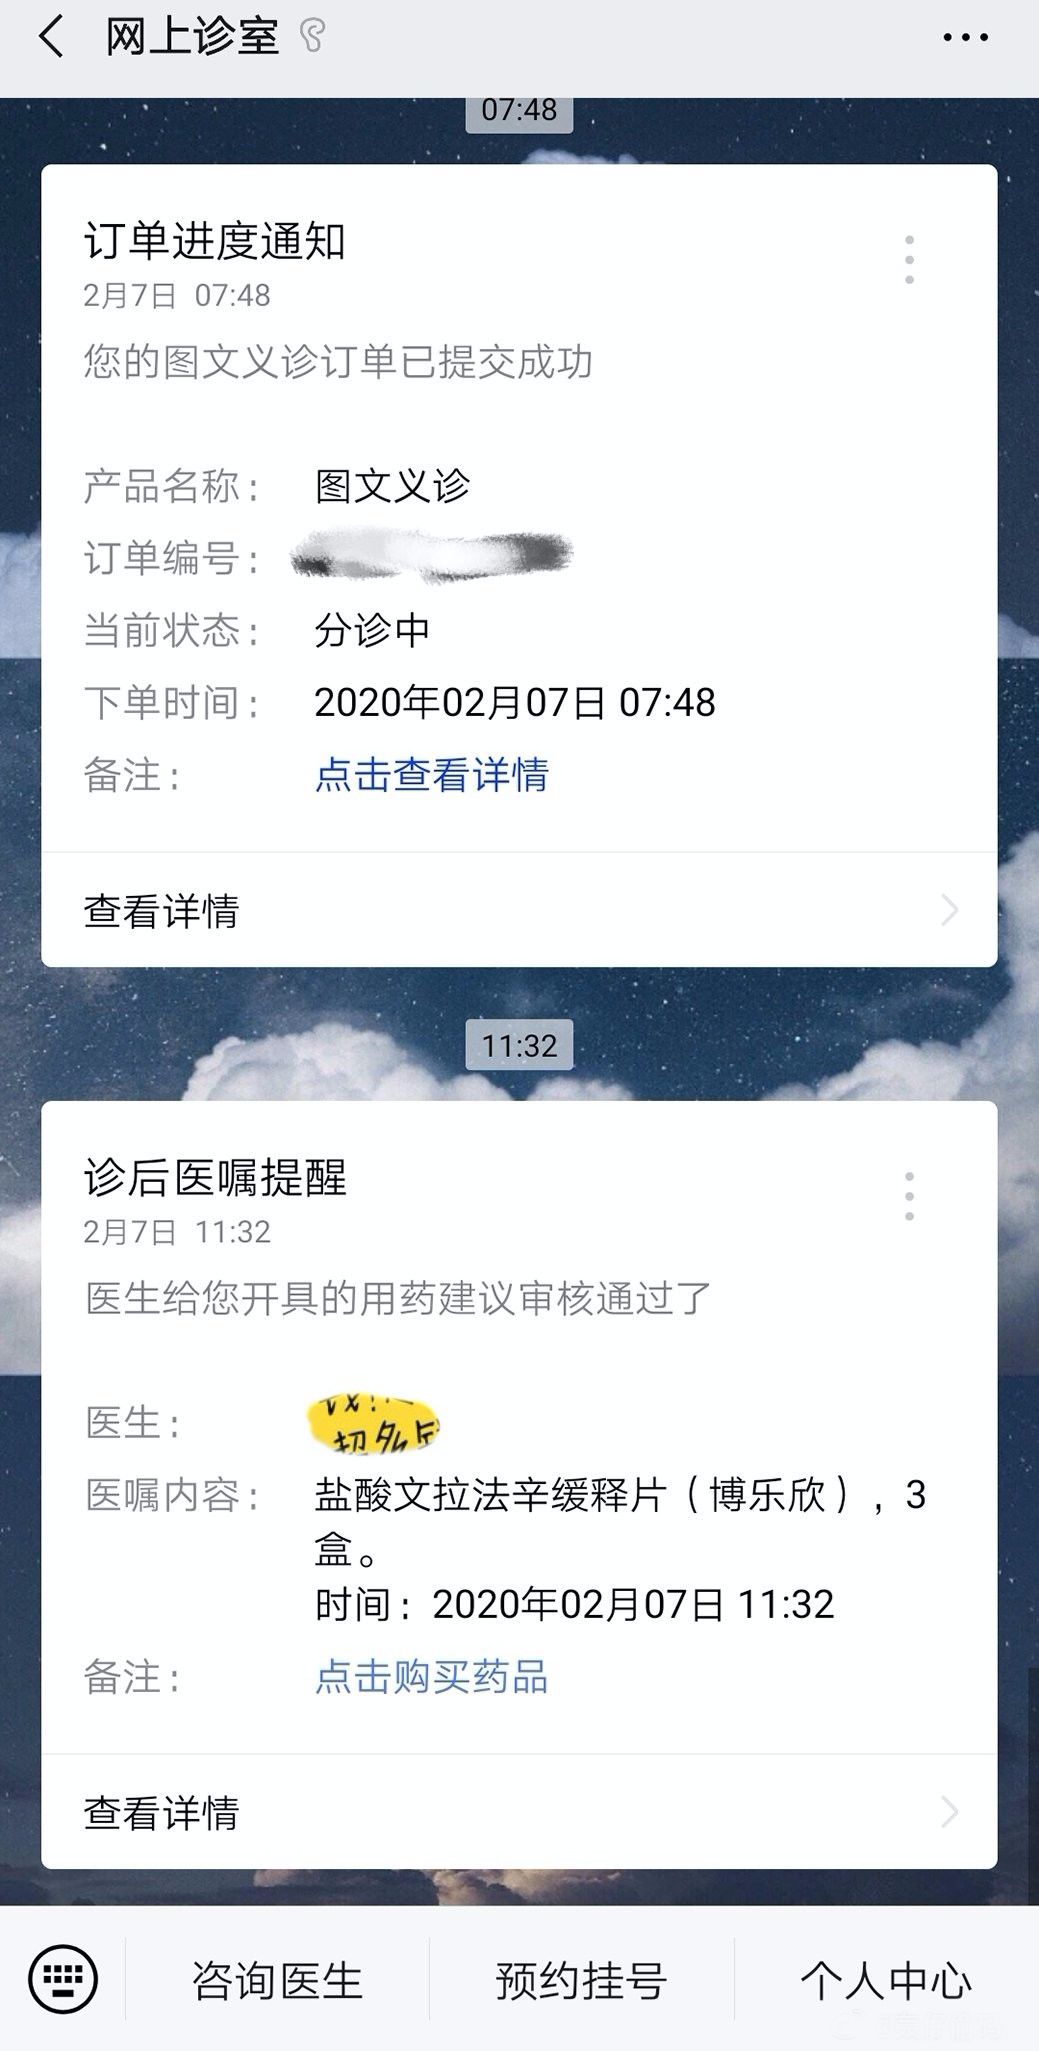 网上诊室
07:48
订单进度通知
2月7日 07:48
您的图文义诊订单已提交成功
产品名称： 图文义诊
订单编号：
当前状态： 分诊中
下单时间： 2020年02月07日 07:48
备注： 点击查看详情
查看详情
11:32
诊后医嘱提醒
2月7日 11:32
医生给您开具的用药建议审核通过了
医生：
医嘱内容： 盐酸文拉法辛缓释片（博乐欣），3
盒。
时间：2020年02月07日 11:32
备注： 点击购买药品
查看详情
咨询医生 预约挂号 个人中心